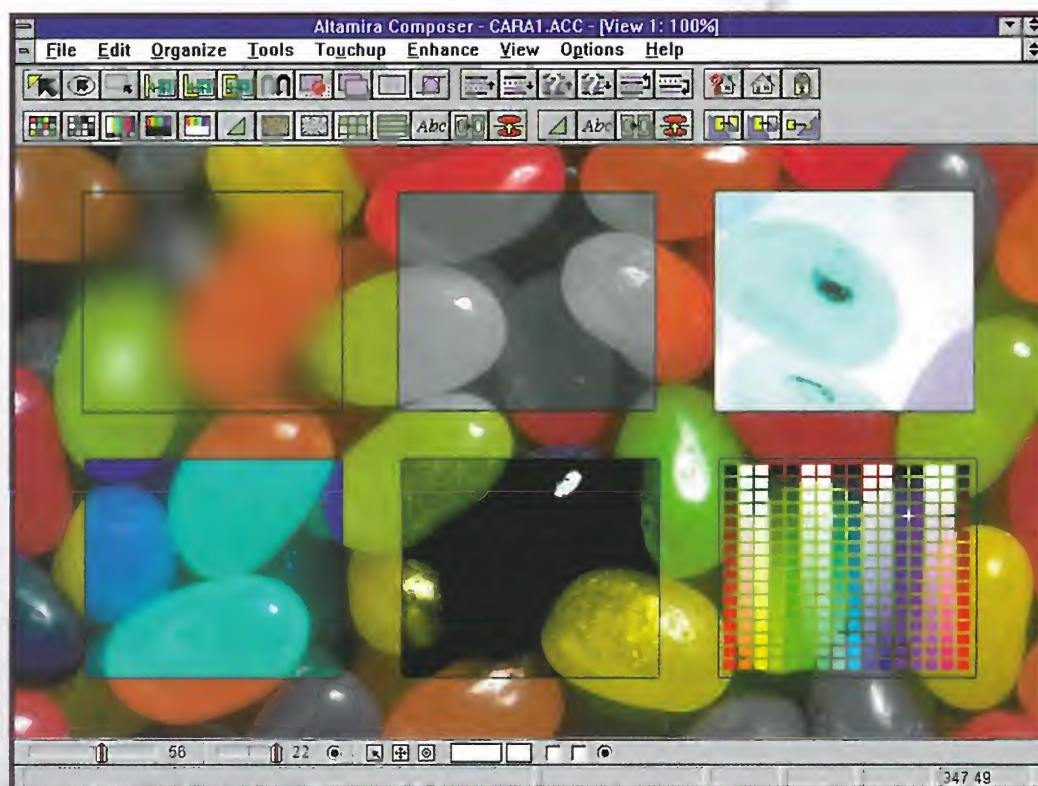 Altamira Composer - CARA1.ACC - [View 1: 100%]
File Edit Organize Tools Touchup Enhance View Options Help
Abc Abc
56 22
347 49